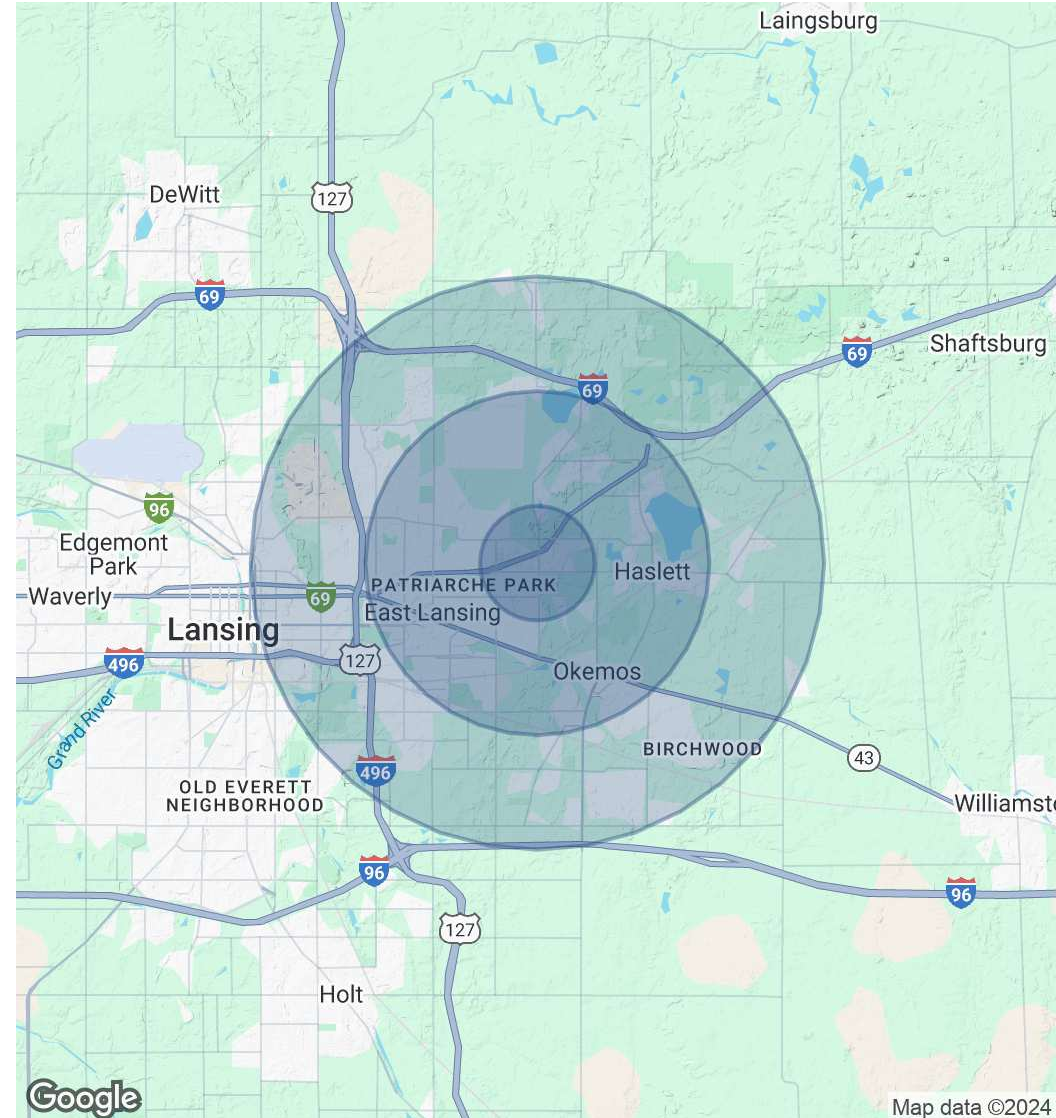 Laingsburg
DeWitt
127
69
Shaftsburg
69
69
96
Edgemont
Park
Haslett
PATRIARCHE PARK
Waverly
69
East Lansing
Lansing
127
496
Okemos
Grand River
BIRCHWOOD
43
496
OLD EVERETT
NEIGHBORHOOD
Williamste
96
96
127
Holt
Google
Map data ©2024